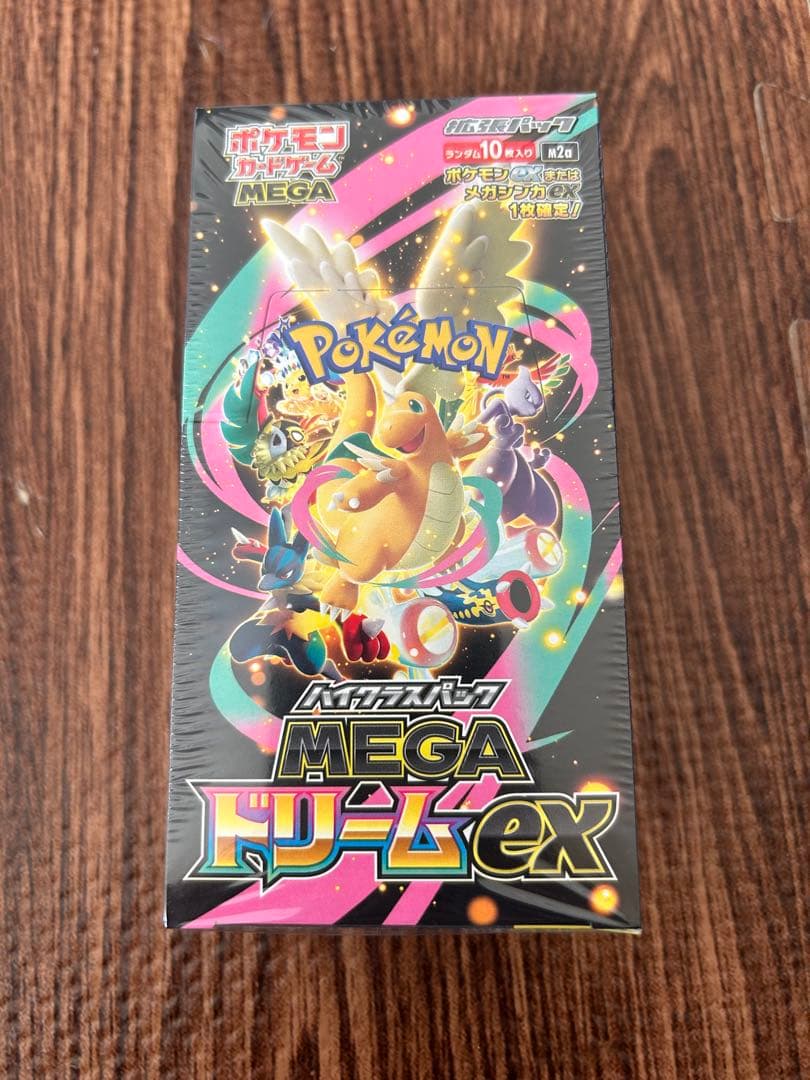 ポケモン
カードゲーム
MEGA
拡張パック
ランダム10枚入り M2a
ポケモンexまたは
メガシンカex
1枚確定!
POKéMON
TM
ハイクラスパック
MEGA
ドリームex